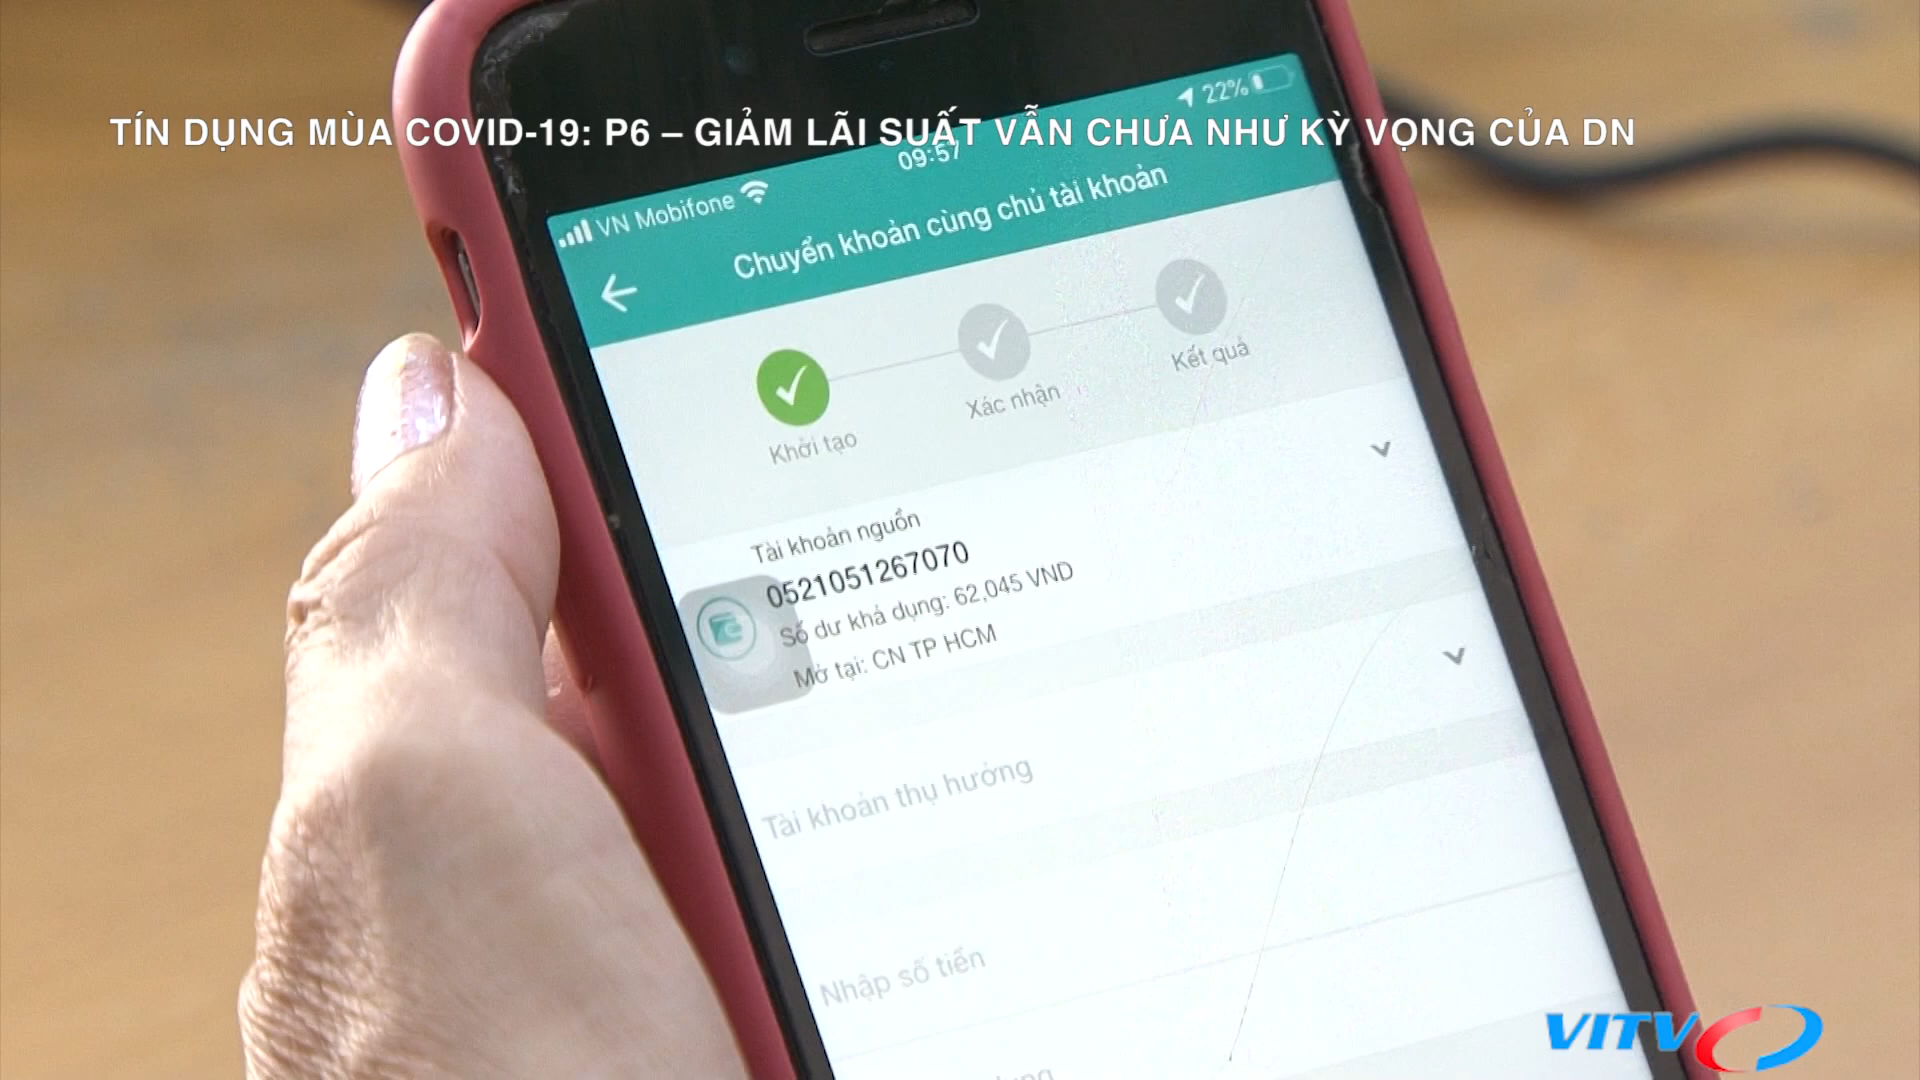 TÍN DỤNG MÙA COVID-19: P6 – GIẢM LÃI SUẤT VẪN CHƯA NHƯ KỲ VỌNG CỦA DN
VN Mobifone 09:57 22%
Chuyển khoản cùng chủ tài khoản
Khởi tạo Xác nhận Kết quả
Tài khoản nguồn
0521051267070
Số dư khả dụng: 62,045 VND
Mở tại: CN TP HCM
Tài khoản thụ hưởng
Nhập số tiền
VITV